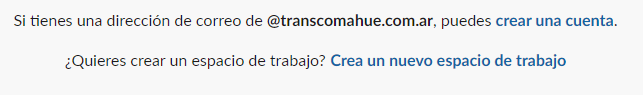 Si tienes una dirección de correo de @transcomahue.com.ar, puedes crear una cuenta.
¿Quieres crear un espacio de trabajo? Crea un nuevo espacio de trabajo